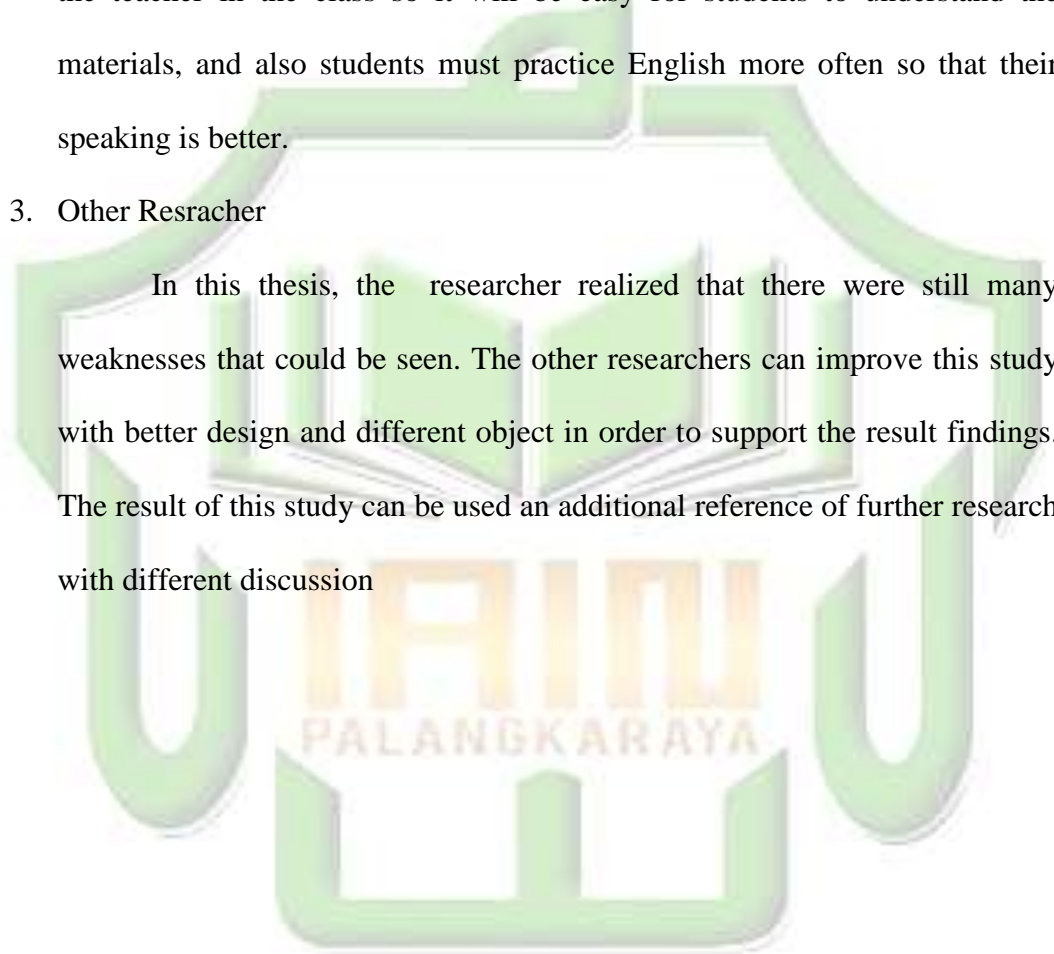 the teacher in the class so it will be easy for students to understand the
materials, and also students must practice English more often so that their
speaking is better.
3. Other Resracher
In this thesis, the researcher realized that there were still many
weaknesses that could be seen. The other researchers can improve this study
with better design and different object in order to support the result findings.
The result of this study can be used an additional reference of further research
with different discussion
IAIN
PALANGKARAYA